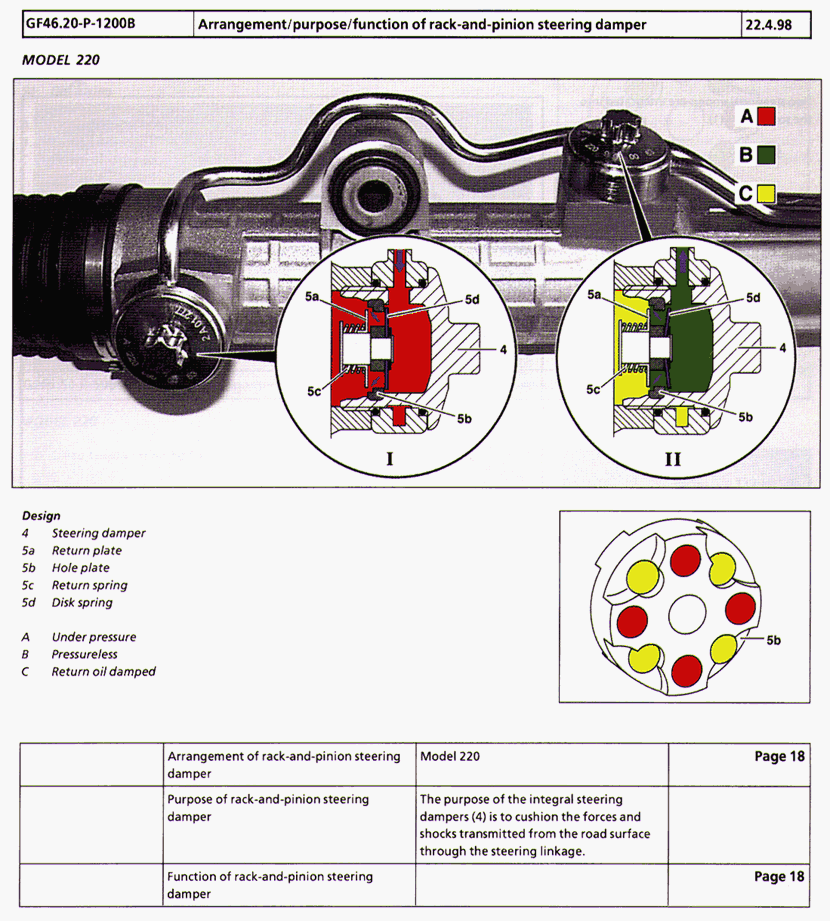 GF46.20-P-1200B
Arrangement/purpose/function of rack-and-pinion steering damper
22.4.98
MODEL 220
A
B
C
5a
5d
4
5c
5b
I
5a
5d
4
5c
5b
II
Design
4 Steering damper
5a Return plate
5b Hole plate
5c Return spring
5d Disk spring
A Under pressure
B Pressureless
C Return oil damped
5b
Arrangement of rack-and-pinion steering
damper
Model 220
Page 18
Purpose of rack-and-pinion steering
damper
The purpose of the integral steering
dampers (4) is to cushion the forces and
shocks transmitted from the road surface
through the steering linkage.
Function of rack-and-pinion steering
damper
Page 18